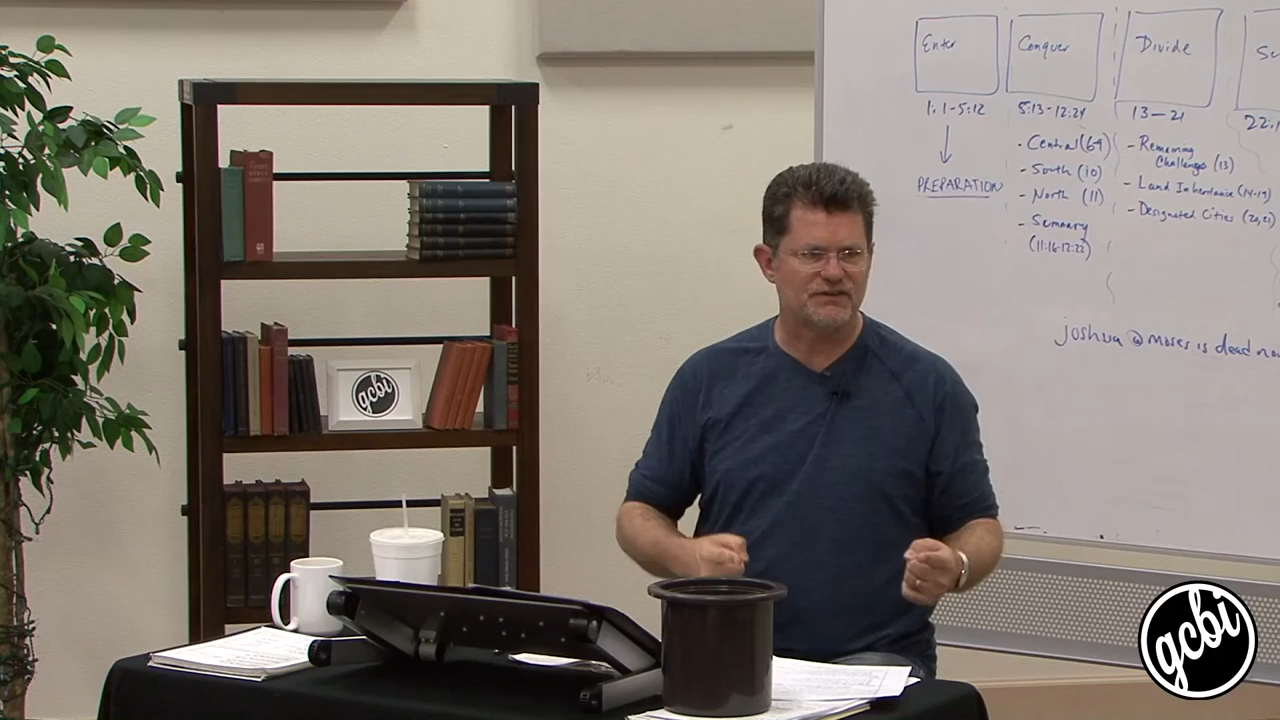 Enter
Conquer
Divide
1:1-5:12
5:13-12:24
13-21
PREPARATION
- Central (6-9)
- South (10)
- North (11)
- Summary
(11:16-12:22)
- Remaining
Challenges (13)
- Land Inheritance (14-19)
- Designated Cities (20,21)
joshua@moses is dead
gcbi
gcbi